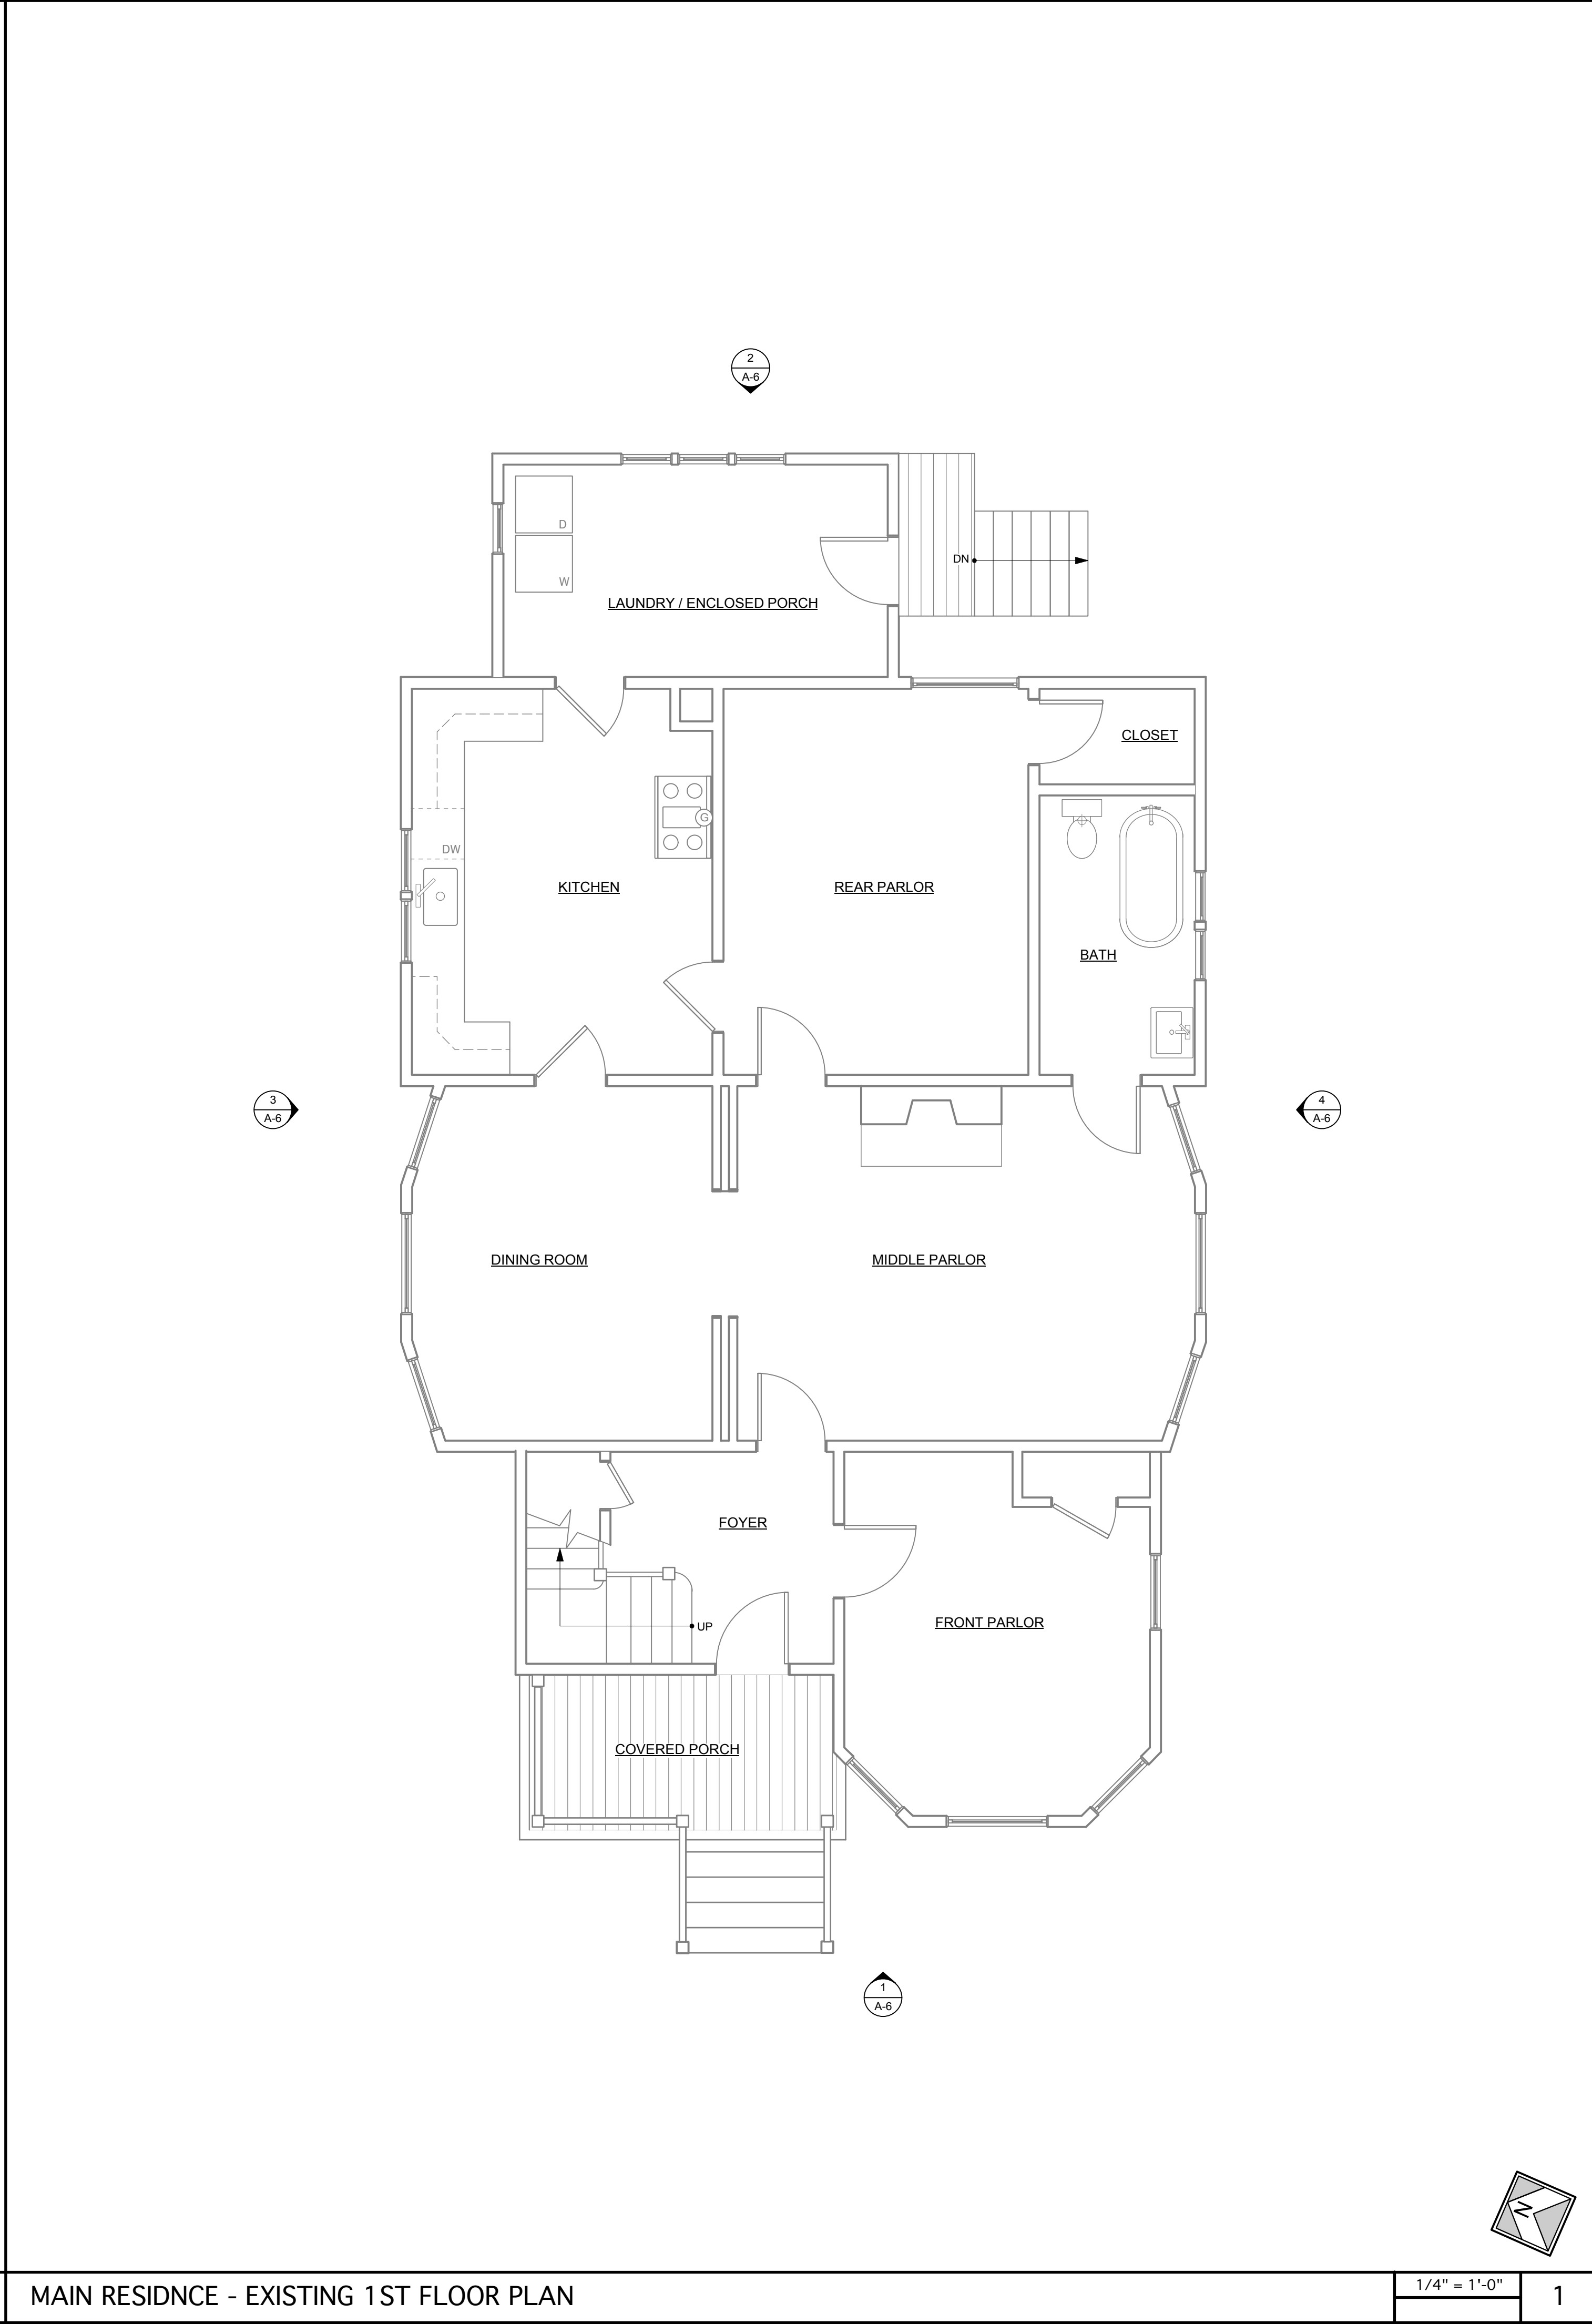 2
A-6
D
W
DN
LAUNDRY / ENCLOSED PORCH
CLOSET
G
DW
KITCHEN
REAR PARLOR
BATH
3
A-6
4
A-6
DINING ROOM
MIDDLE PARLOR
FOYER
FRONT PARLOR
UP
COVERED PORCH
1
A-6
N
MAIN RESIDNCE - EXISTING 1ST FLOOR PLAN
1/4" = 1'-0"
1